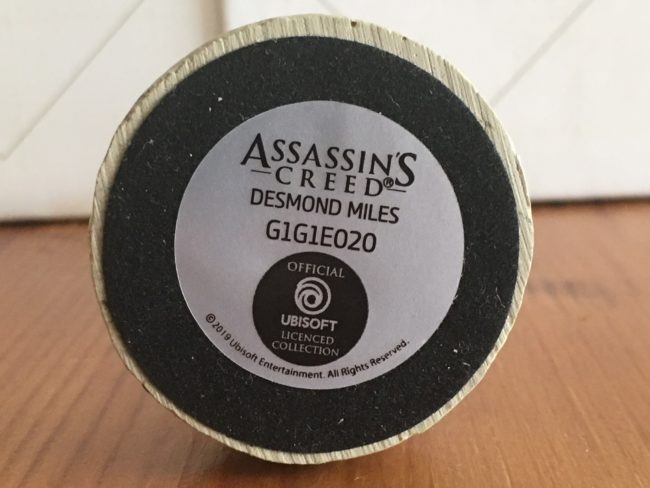 ASSASSIN'S
CREED®
DESMOND MILES
G1G1E020
OFFICIAL
UBISOFT
LICENCED
COLLECTION
©2019 Ubisoft Entertainment. All Rights Reserved.